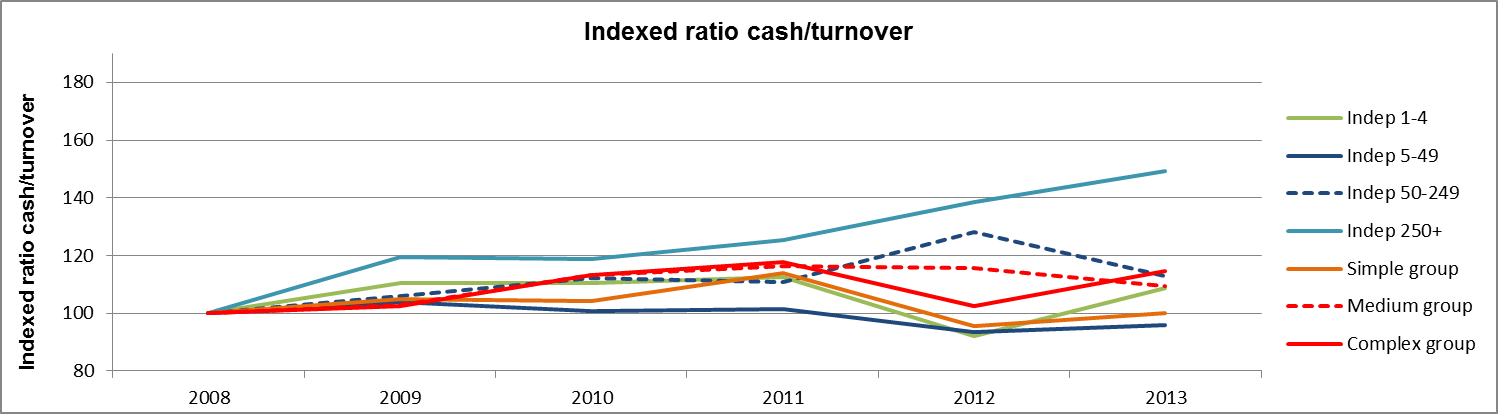 Indexed ratio cash/turnover
Indexed ratio cash/turnover
180
160
140
120
100
80
2008 2009 2010 2011 2012 2013
Indep 1-4
Indep 5-49
Indep 50-249
Indep 250+
Simple group
Medium group
Complex group